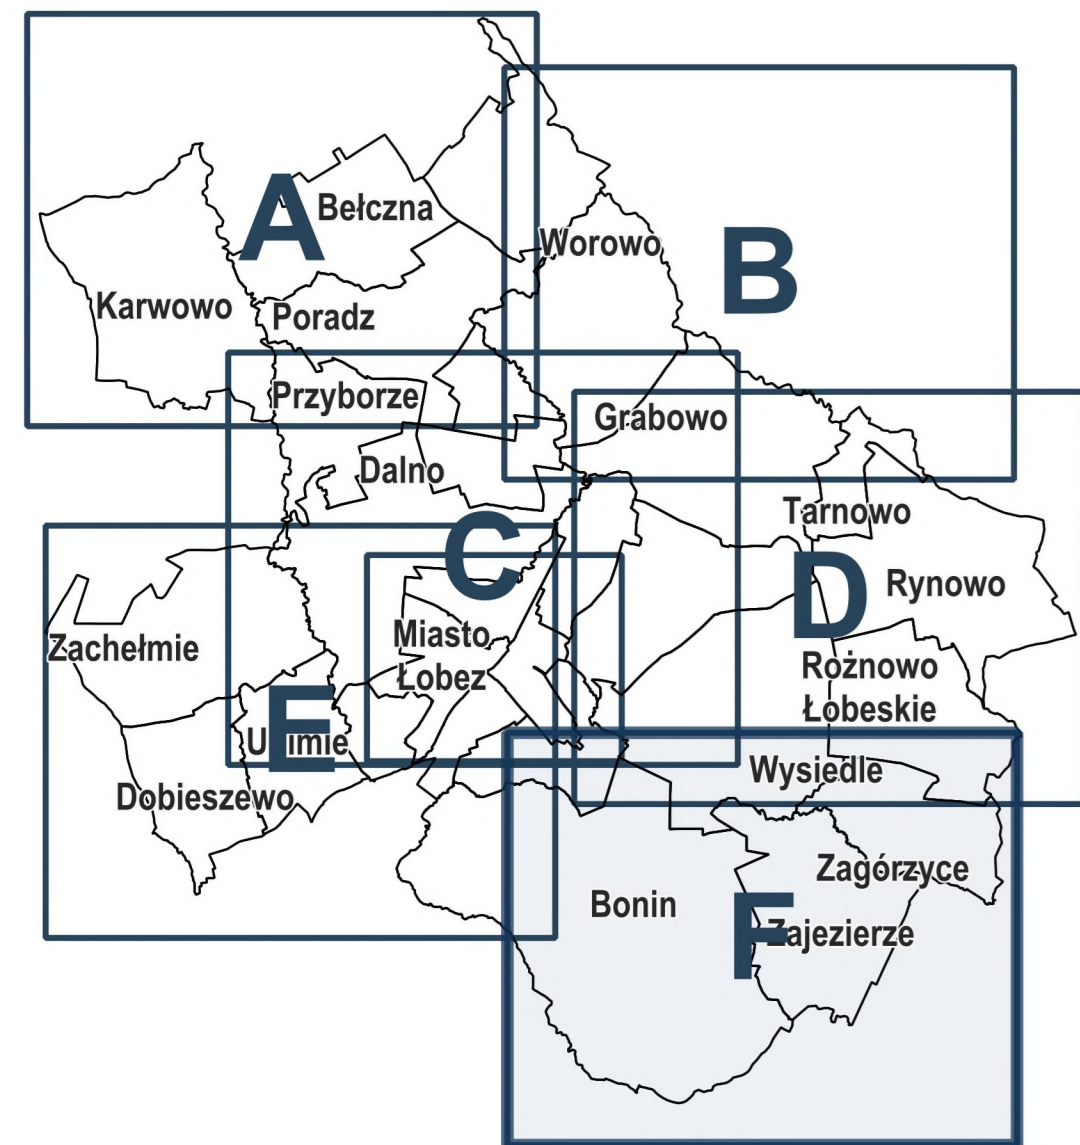 A
Bełczna
Worowo
B
Karwowo
Poradz
Przyborze
Grabowo
Dalno
Tarnowo
C
D
Rynowo
Miasto
Łobez
Zachełmie
Rożnowo
Łobeskie
E
Wysiedle
Dobieszewo
Zagórzyce
Bonin
F
Zajezierze